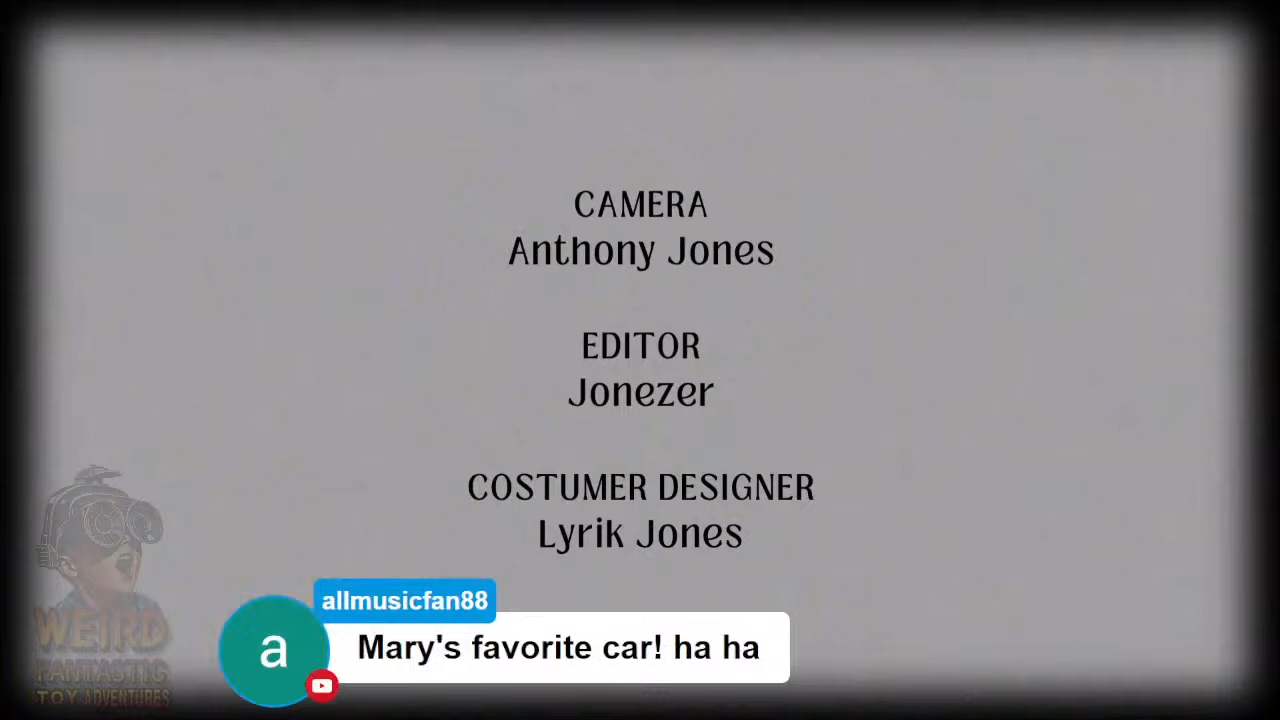 CAMERA
Anthony Jones
EDITOR
Jonezer
COSTUMER DESIGNER
Lyrik Jones
allmusicfan88
a
Mary's favorite car! ha ha
WEIRD
FANTASTIC
TOY ADVENTURES